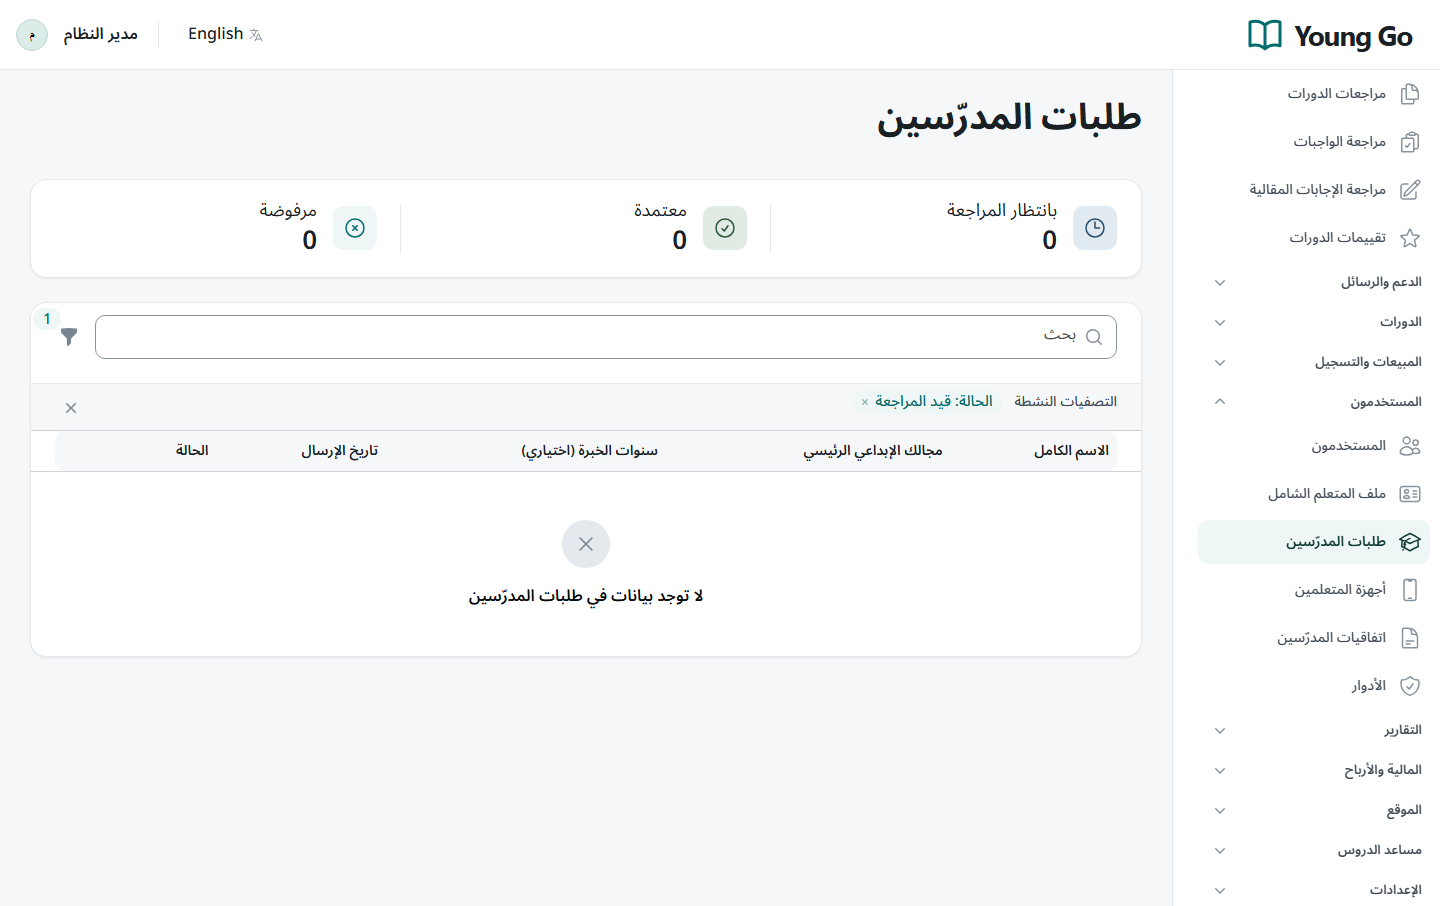 Young Go
English
مدير النظام
م
مراجعات الدورات
مراجعة الواجبات
مراجعة الإجابات المقالية
تقييمات الدورات
الدعم والرسائل
الدورات
المبيعات والتسجيل
المستخدمون
المستخدمون
ملف المتعلم الشامل
طلبات المدرّسين
أجهزة المتعلمين
اتفاقيات المدرّسين
الأدوار
التقارير
المالية والأرباح
الموقع
مساعد الدروس
الإعدادات
طلبات المدرّسين
بانتظار المراجعة
0
معتمدة
0
مرفوضة
0
بحث
1
التصفيات النشطة الحالة: قيد المراجعة
الاسم الكامل مجالك الإبداعي الرئيسي سنوات الخبرة (اختياري) تاريخ الإرسال الحالة
لا توجد بيانات في طلبات المدرّسين